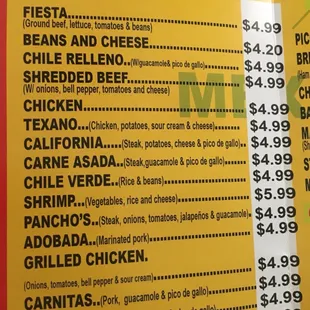 FIESTA................$4.99
(Ground beef, lettuce, tomatoes & beans)
BEANS AND CHEESE......$4.20
CHILE RELLENO..(W/guacamole& pico de gallo)....$4.99
SHREDDED BEEF.........$4.99
(W/ onions, bell pepper, tomatoes and cheese)
CHICKEN...............$4.99
TEXANO...(Chicken, potatoes, sour cream & cheese)......$4.99
CALIFORNIA.....(Steak, potatoes, cheese & pico de gallo)..$4.99
CARNE ASADA..(Steak,guacamole & pico de gallo)....$4.99
CHILE VERDE..(Rice & beans)......$4.99
SHRIMP...(Vegetables, rice and cheese)......$5.99
PANCHO'S..(Steak, onions, tomatos, jalapeños & guacamole)..$4.99
ADOBADA..(Marinated pork)......$4.99
GRILLED CHICKEN.......$4.99
(Onions, tomatoes, bell pepper & sour cream)
CARNITAS..(Pork, guacamole & pico de gallo)....$4.99
$4.99